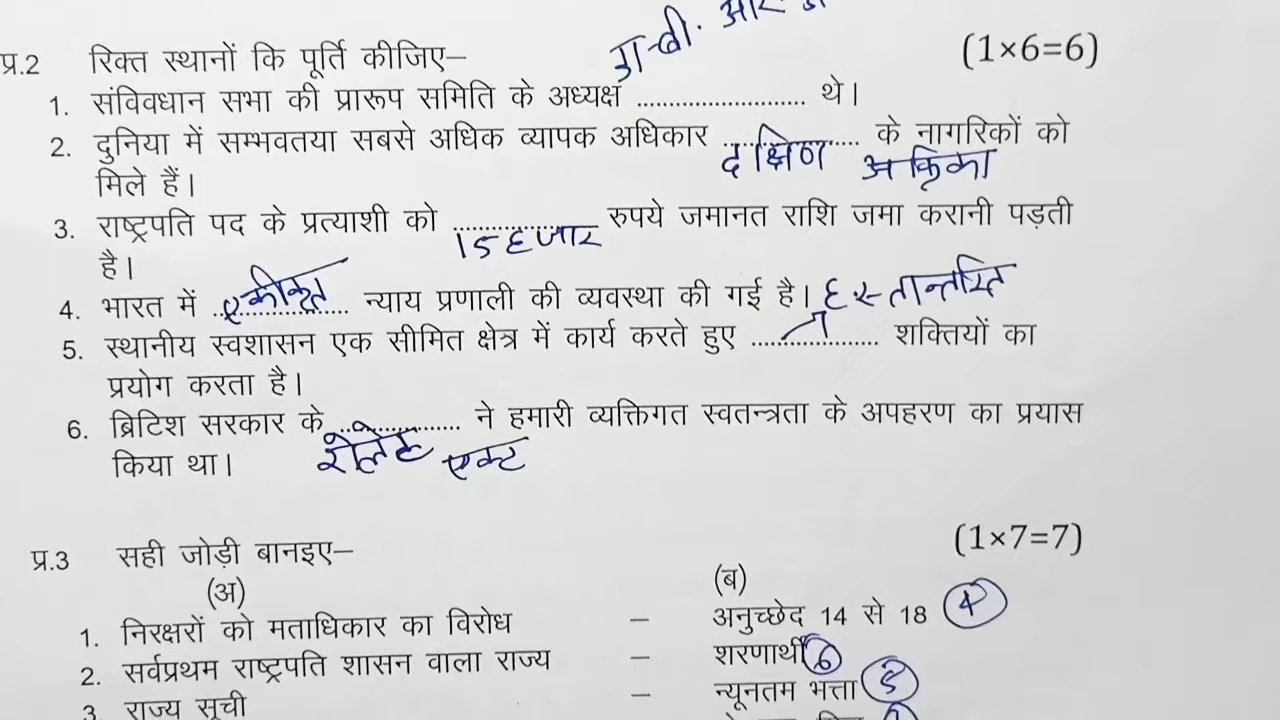 प्र.2 रिक्त स्थानों कि पूर्ति कीजिए– (1×6=6)
1. संविवधान सभा की प्रारूप समिति के अध्यक्ष ........................ थे।
2. दुनिया में सम्भवतया सबसे अधिक व्यापक अधिकार ................... के नागरिकों को
दक्षिण अफ्रिका
मिले हैं।
3. राष्ट्रपति पद के प्रत्याशी को .................... रुपये जमानत राशि जमा करानी पड़ती
15 हजार
है।
4. भारत में एकीकृत न्याय प्रणाली की व्यवस्था की गई है। हस्तान्तरित
5. स्थानीय स्वशासन एक सीमित क्षेत्र में कार्य करते हुए .................. शक्तियों का
प्रयोग करता है।
6. ब्रिटिश सरकार के ................. ने हमारी व्यक्तिगत स्वतन्त्रता के अपहरण का प्रयास
रोलेट एक्ट
किया था।
प्र.3 सही जोड़ी बानइए– (1×7=7)
(अ) (ब)
1. निरक्षरों को मताधिकार का विरोध – अनुच्छेद 14 से 18 4
2. सर्वप्रथम राष्ट्रपति शासन वाला राज्य – शरणार्थी 6
3. राज्य सूची – न्यूनतम भत्ता 5